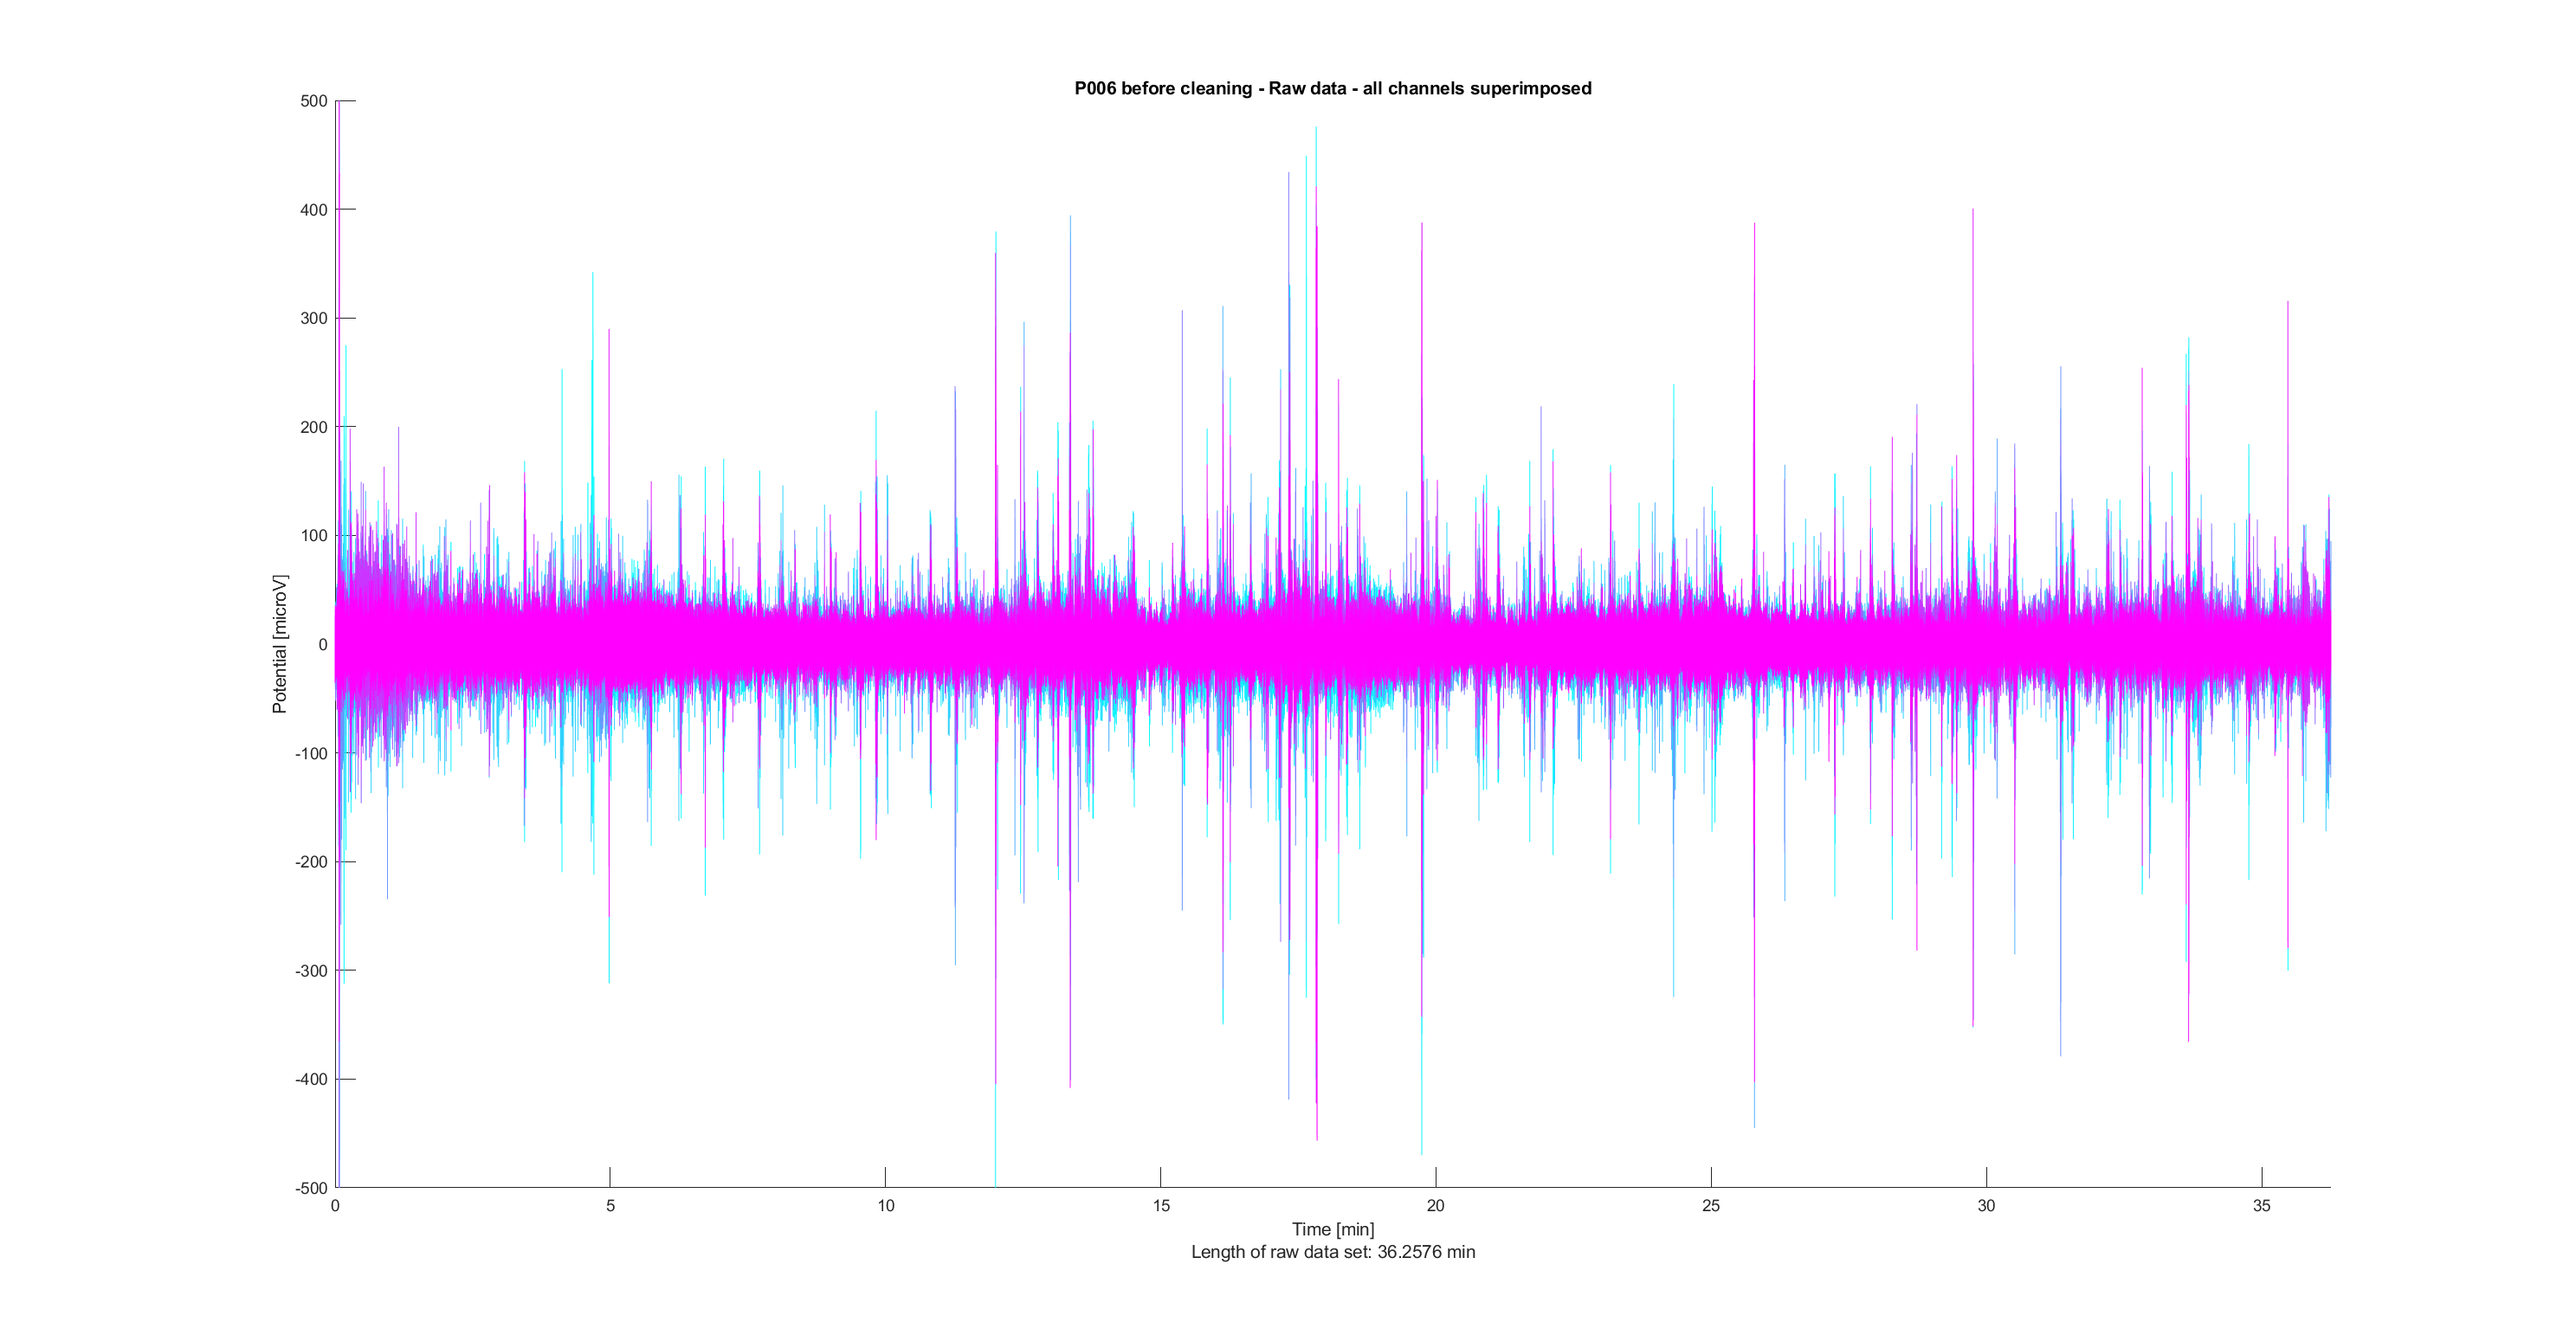 P006 before cleaning - Raw data - all channels superimposed
500
400
300
200
100
0
-100
-200
-300
-400
-500
Potential [microV]
0 5 10 15 20 25 30 35
Time [min]
Length of raw data set: 36.2576 min